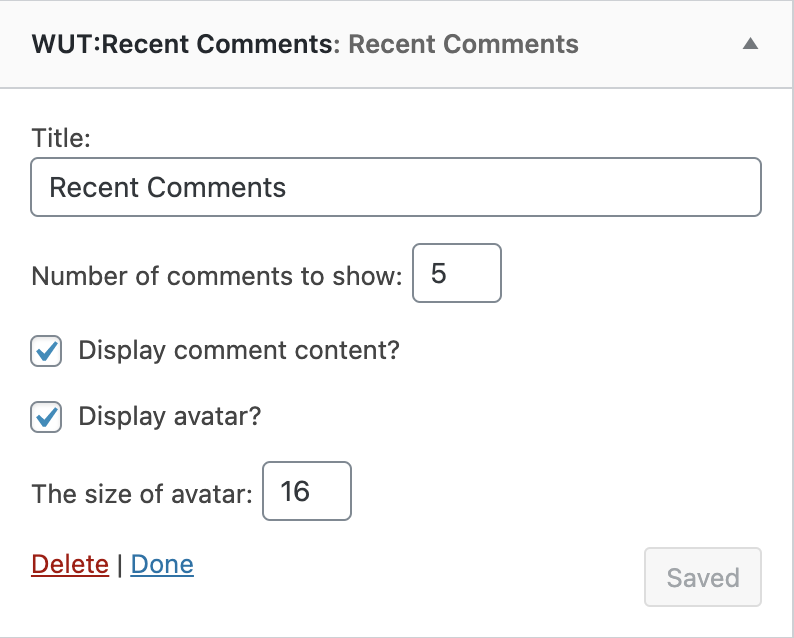 WUT:Recent Comments: Recent Comments
Title:
Recent Comments
Number of comments to show: 5
Display comment content?
Display avatar?
The size of avatar: 16
Delete | Done
Saved